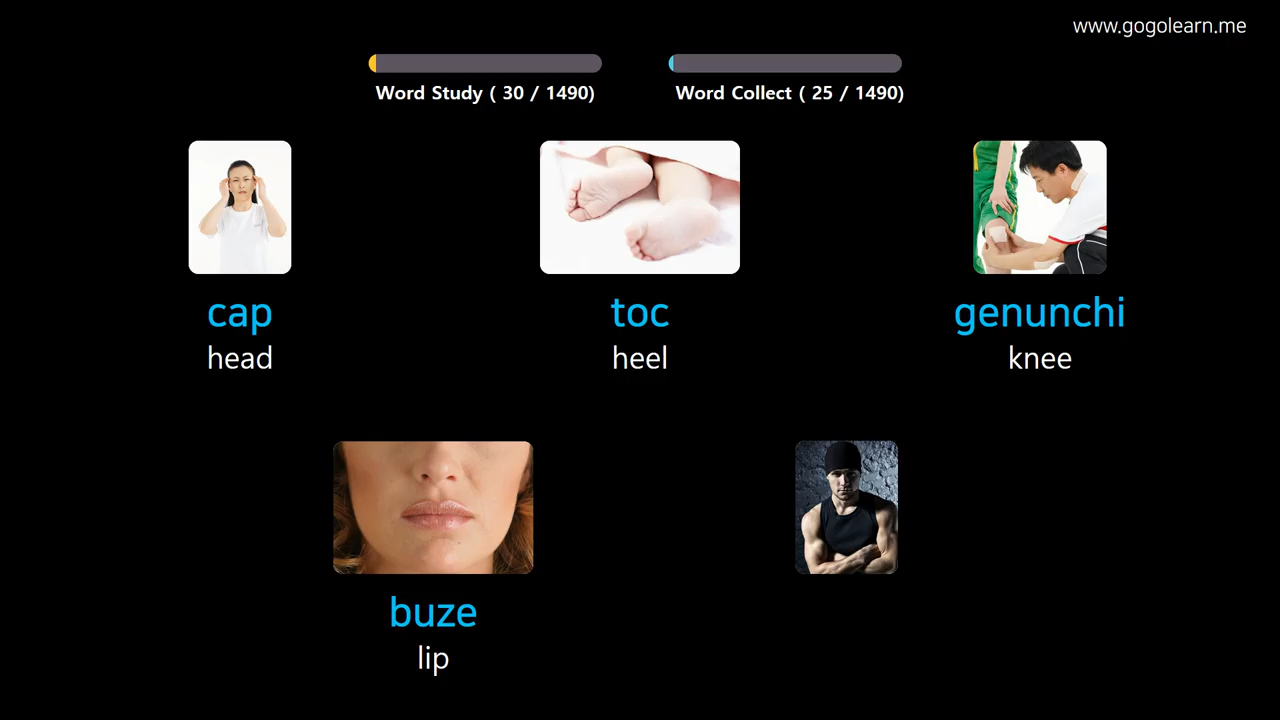 www.gogolearn.me
Word Study ( 30 / 1490)
Word Collect ( 25 / 1490)
cap
head
toc
heel
genunchi
knee
buze
lip